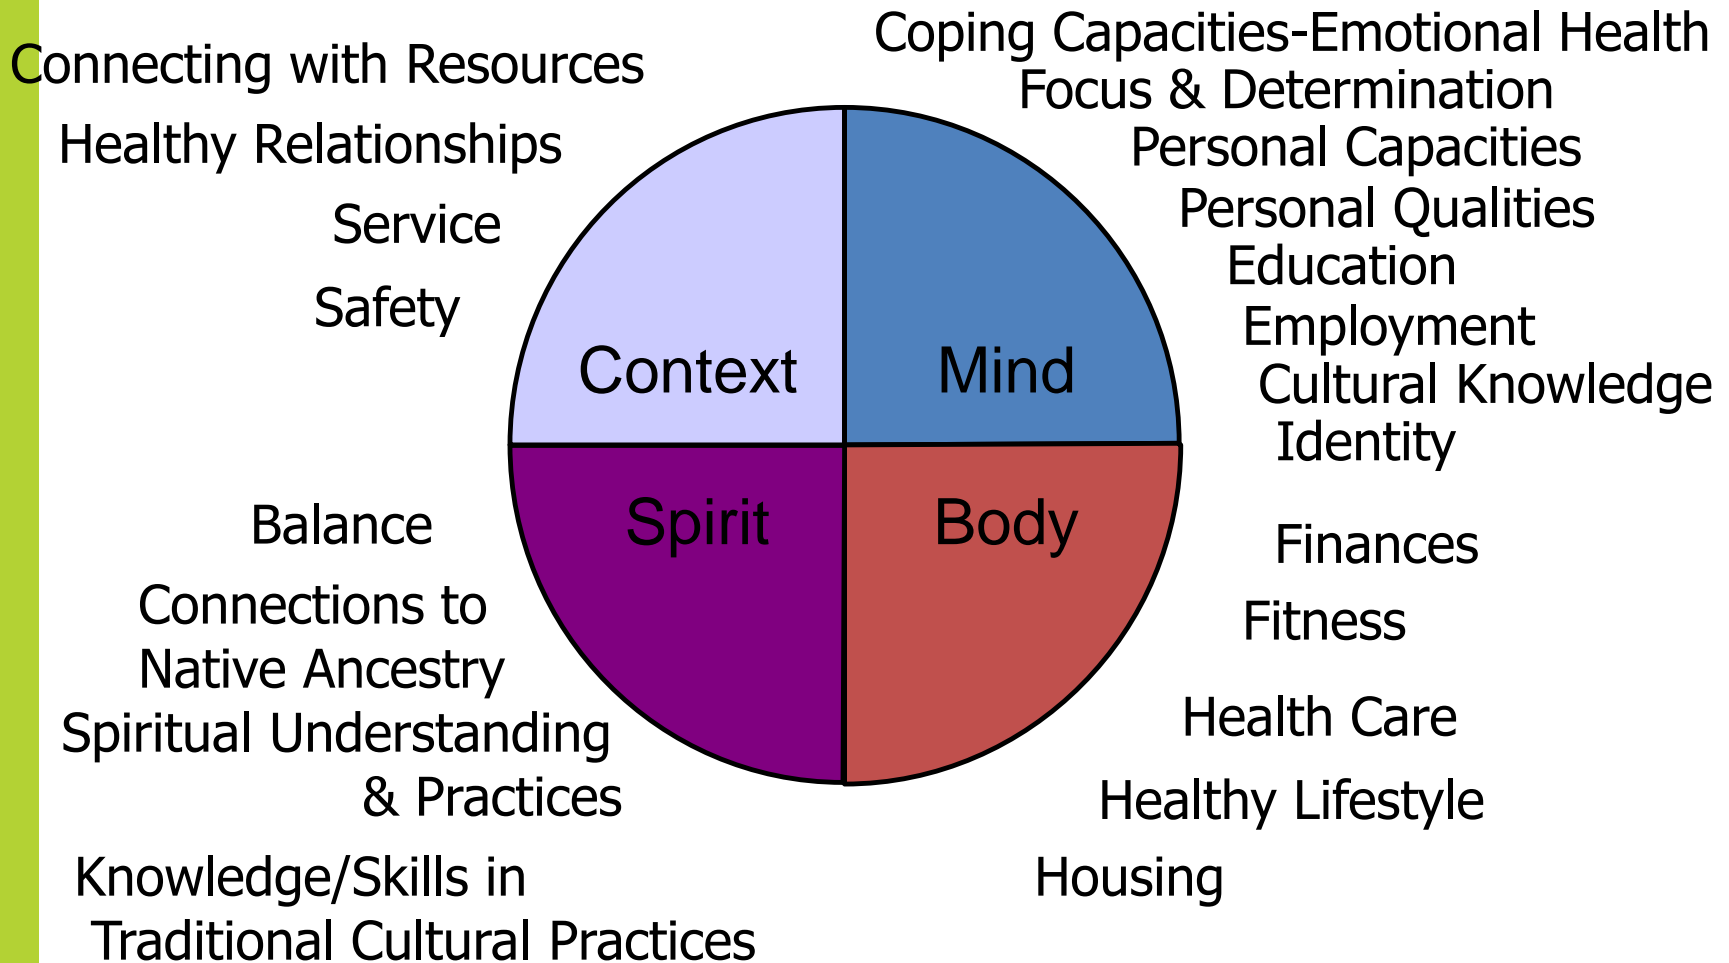 Connecting with Resources
Healthy Relationships
Service
Safety
Coping Capacities-Emotional Health
Focus & Determination
Personal Capacities
Personal Qualities
Education
Employment
Cultural Knowledge
Identity
Context
Mind
Spirit
Body
Balance
Connections to
Native Ancestry
Spiritual Understanding
& Practices
Knowledge/Skills in
Traditional Cultural Practices
Finances
Fitness
Health Care
Healthy Lifestyle
Housing